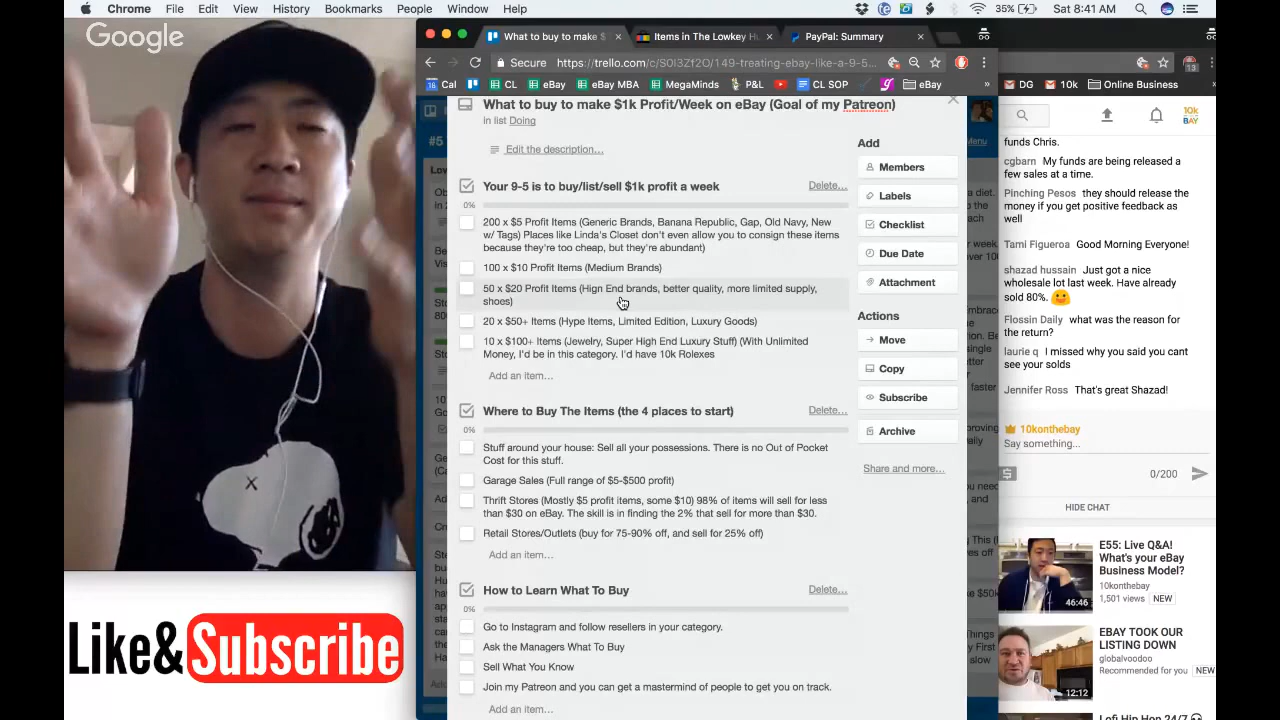 Chrome File Edit View History Bookmarks People Window Help
35% Sat 8:41 AM
Google
What to buy to make $
Items in The Lowkey Hu
PayPal: Summary
Secure https://trello.com/c/S0I3Zf2O/149-treating-ebay-like-a-9-5...
13
Cal CL eBay eBay MBA MegaMinds P&L CL SOP eBay »
DG 10k Online Business
What to buy to make $1k Profit/Week on eBay (Goal of my Patreon)
in list Doing
Edit the description…
Your 9-5 is to buy/list/sell $1k profit a week
Delete…
0%
200 x $5 Profit Items (Generic Brands, Banana Republic, Gap, Old Navy, New
w/ Tags) Places like Linda's Closet don't even allow you to consign these items
because they're too cheap, but they're abundant)
100 x $10 Profit Items (Medium Brands)
50 x $20 Profit Items (Hign End brands, better quality, more limited supply,
shoes)
20 x $50+ Items (Hype Items, Limited Edition, Luxury Goods)
10 x $100+ Items (Jewelry, Super High End Luxury Stuff) (With Unlimited
Money, I'd be in this category. I'd have 10k Rolexes
Add an item…
Where to Buy The Items (the 4 places to start)
Delete…
0%
Stuff around your house: Sell all your possessions. There is no Out of Pocket
Cost for this stuff.
Garage Sales (Full range of $5-$500 profit)
Thrift Stores (Mostly $5 profit items, some $10) 98% of items will sell for less
than $30 on eBay. The skill is in finding the 2% that sell for more than $30.
Retail Stores/Outlets (buy for 75-90% off, and sell for 25% off)
Add an item…
How to Learn What To Buy
Delete…
0%
Go to Instagram and follow resellers in your category.
Ask the Managers What To Buy
Sell What You Know
Join my Patreon and you can get a mastermind of people to get you on track.
Add an item…
Add
Members
Labels
Checklist
Due Date
Attachment
Actions
Move
Copy
Subscribe
Archive
Share and more…
#5
Menu
10k
BAY
funds Chris.
cgbarn My funds are being released a
few sales at a time.
Pinching Pesos they should release the
money if you get positive feedback as
well
Tami Figueroa Good Morning Everyone!
shazad hussain Just got a nice
wholesale lot last week. Have already
sold 80%.
Flossin Daily what was the reason for
the return?
laurie q I missed why you said you cant
see your solds
Jennifer Ross That's great Shazad!
10konthebay
Say something...
0/200
HIDE CHAT
E55: Live Q&A!
What's your eBay
Business Model?
10konthebay
1,501 views NEW
46:46
EBAY TOOK OUR
LISTING DOWN
globalvoodoo
Recommended for you NEW
12:12
Lofi Hip Hop 24/7
Like&Subscribe